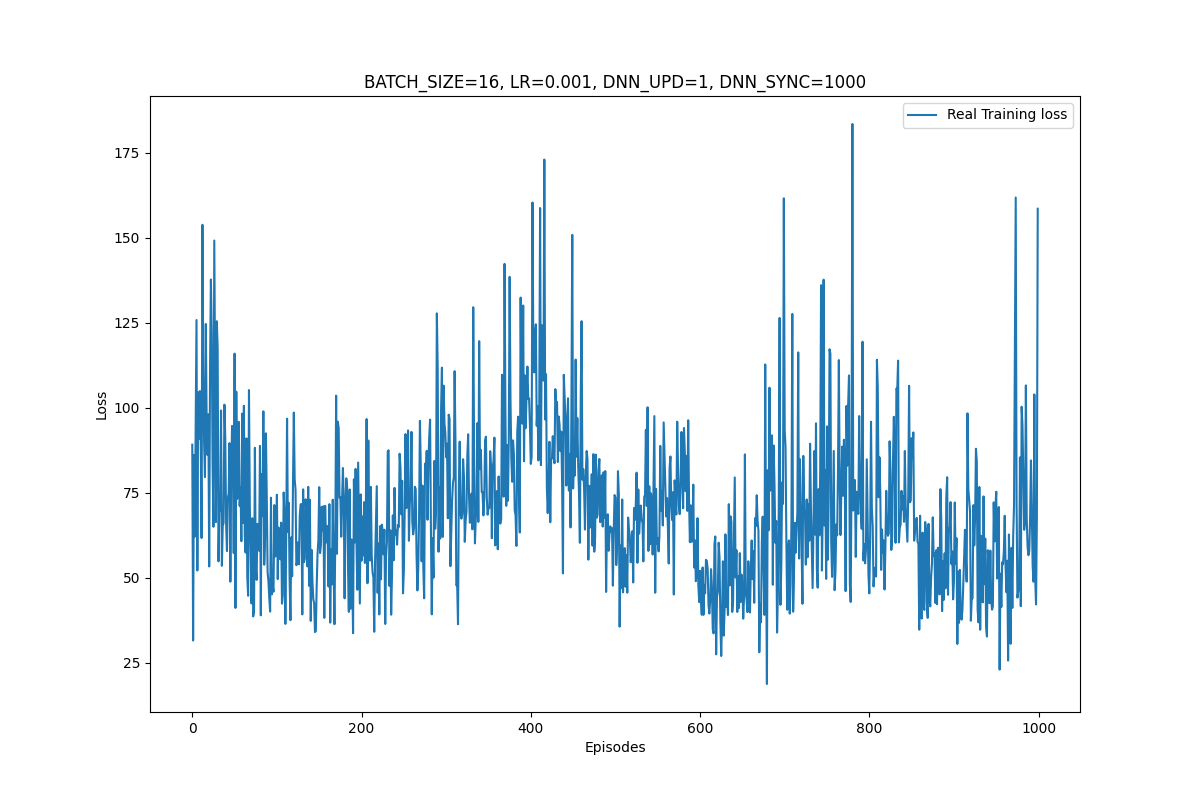 BATCH_SIZE=16, LR=0.001, DNN_UPD=1, DNN_SYNC=1000
Real Training loss
175
150
125
100
75
50
25
Loss
0 200 400 600 800 1000
Episodes